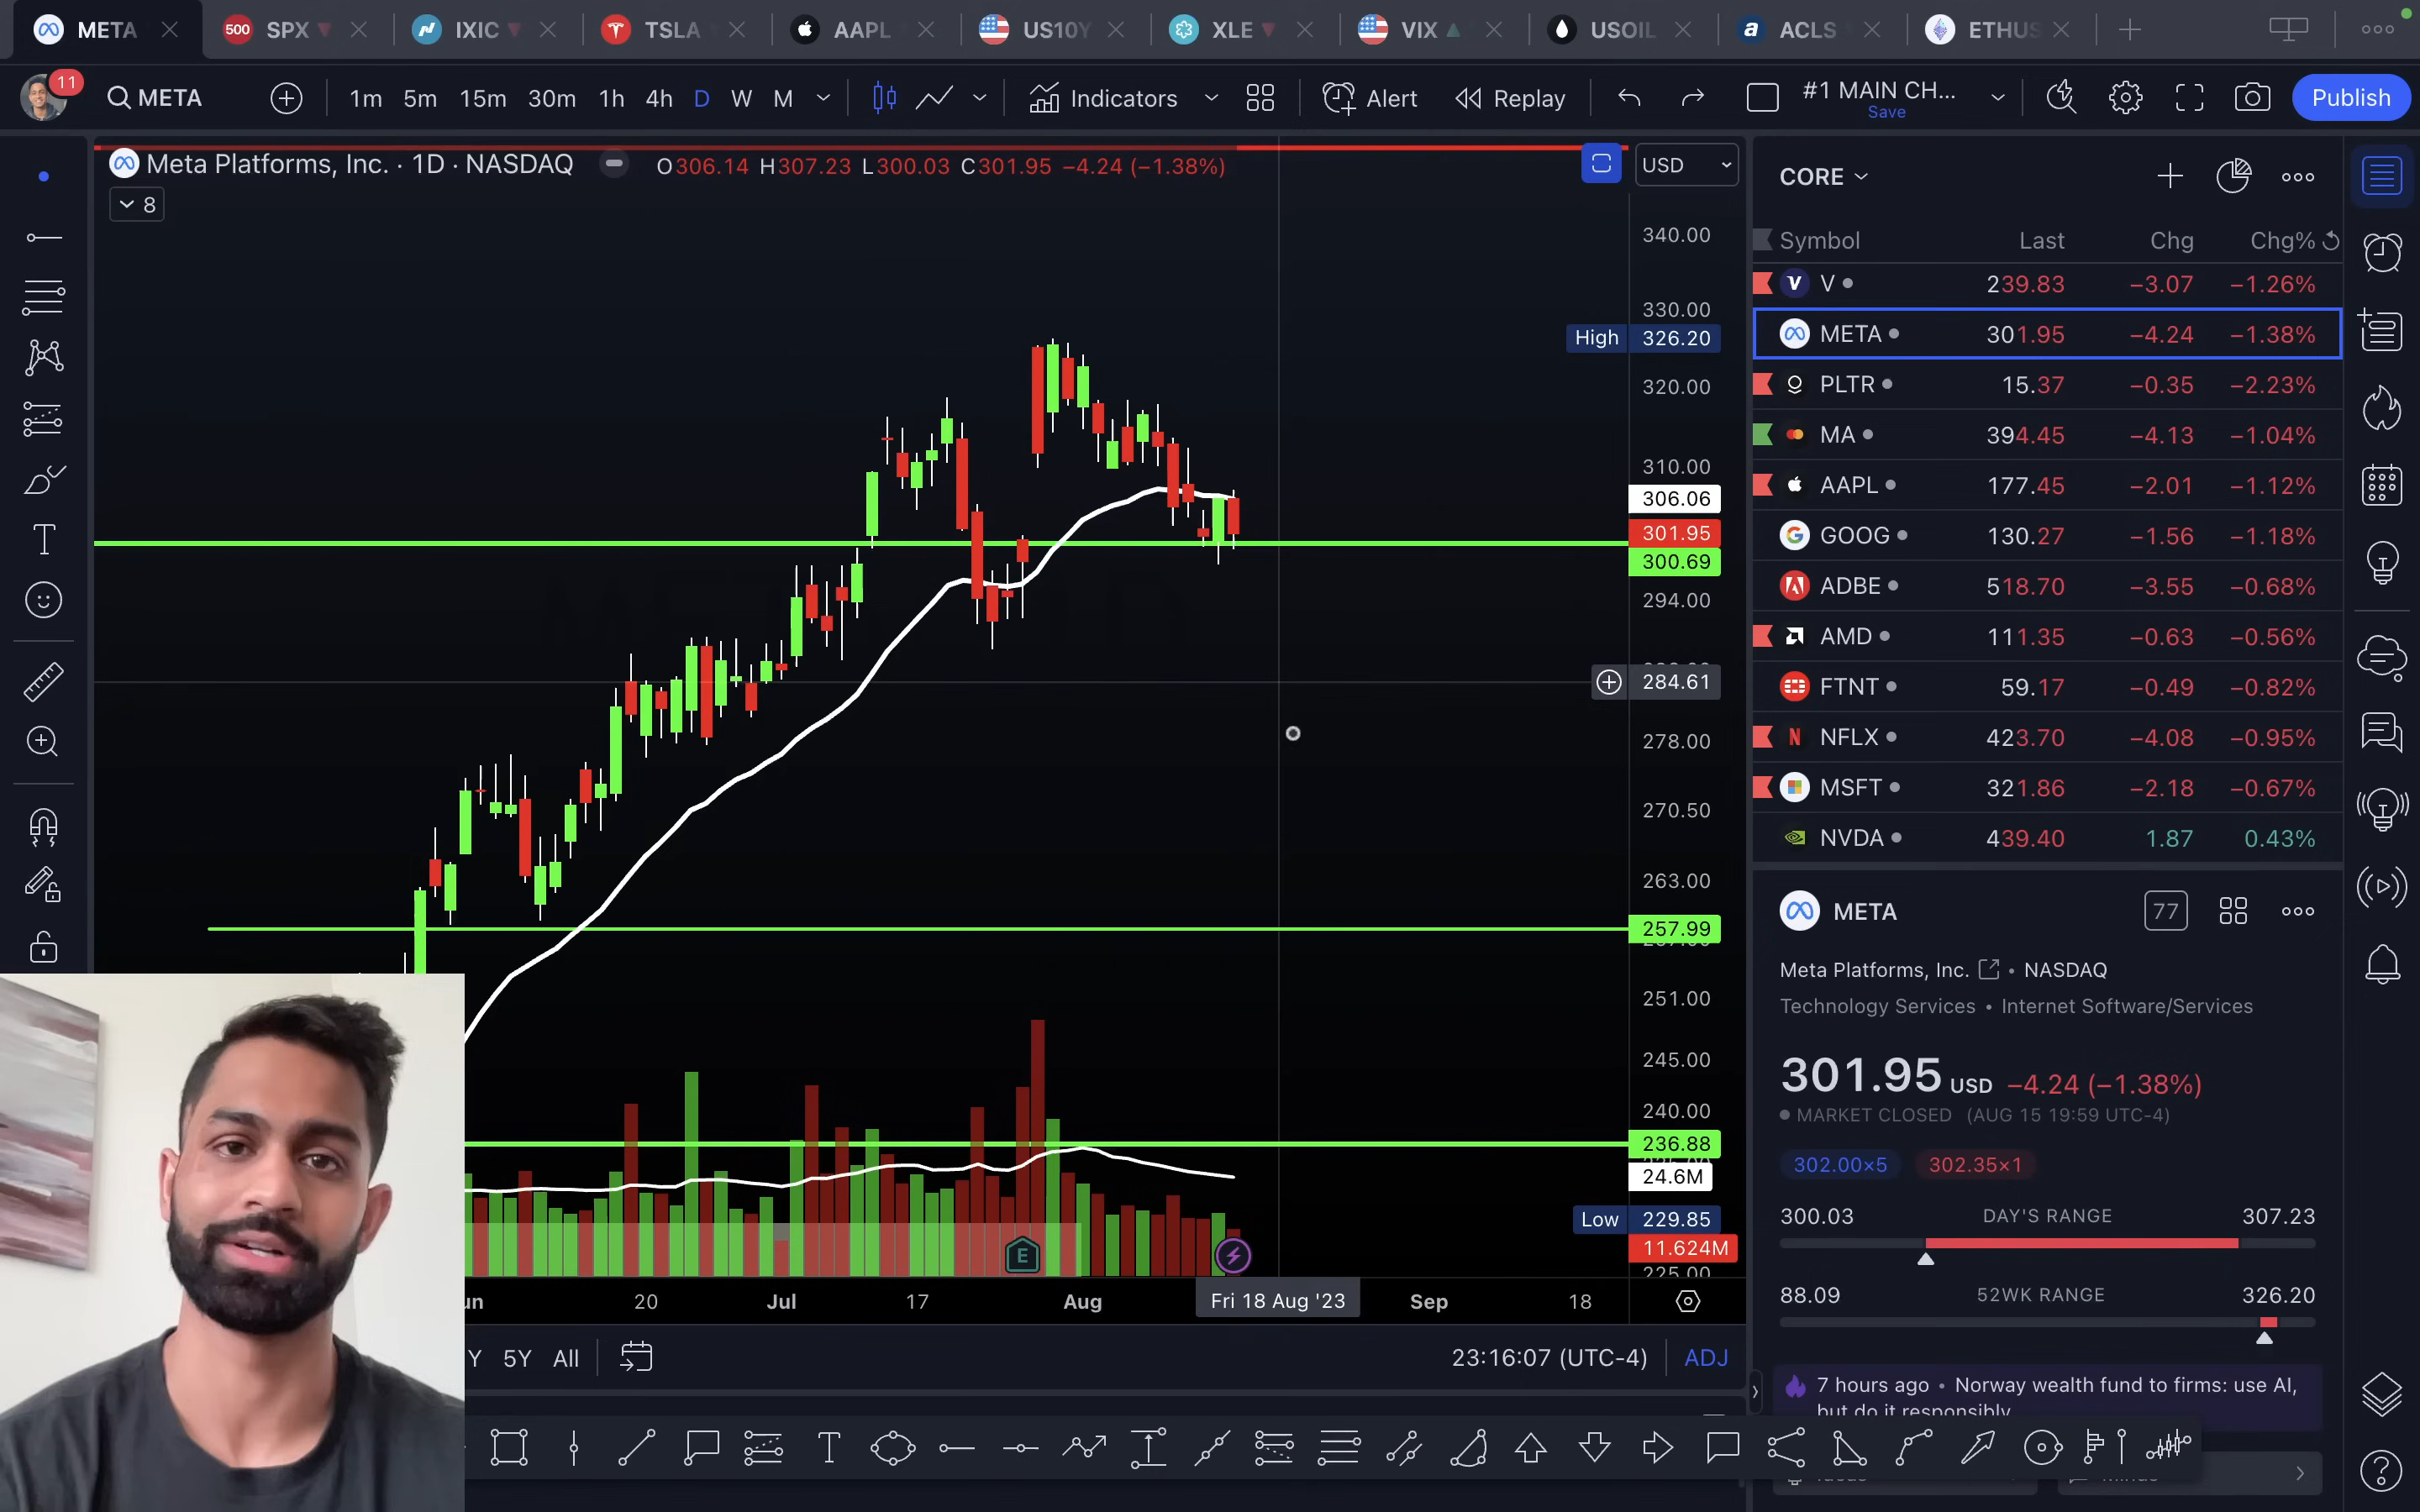 META
500 SPX
IXIC
TSLA
AAPL
US10Y
XLE
VIX
USOIL
a ACLS
ETHUS
11
META
1m 5m 15m 30m 1h 4h D W M
Indicators
Alert
Replay
#1 MAIN CH...
Save
Publish
Meta Platforms, Inc. · 1D · NASDAQ
O306.14 H307.23 L300.03 C301.95 −4.24 (−1.38%)
USD
8
340.00
330.00
High 326.20
320.00
310.00
306.06
301.95
300.69
294.00
284.61
278.00
270.50
263.00
257.99
251.00
245.00
240.00
236.88
24.6M
Low 229.85
11.624M
225.00
E
20 Jul 17 Aug Fri 18 Aug '23 Sep 18
5Y All
23:16:07 (UTC-4) ADJ
CORE
Symbol Last Chg Chg%
V 239.83 −3.07 −1.26%
META 301.95 −4.24 −1.38%
PLTR 15.37 −0.35 −2.23%
MA 394.45 −4.13 −1.04%
AAPL 177.45 −2.01 −1.12%
GOOG 130.27 −1.56 −1.18%
ADBE 518.70 −3.55 −0.68%
AMD 111.35 −0.63 −0.56%
FTNT 59.17 −0.49 −0.82%
NFLX 423.70 −4.08 −0.95%
MSFT 321.86 −2.18 −0.67%
NVDA 439.40 1.87 0.43%
META 77
Meta Platforms, Inc. • NASDAQ
Technology Services • Internet Software/Services
301.95 USD −4.24 (−1.38%)
MARKET CLOSED (AUG 15 19:59 UTC-4)
302.00×5 302.35×1
300.03 DAY'S RANGE 307.23
88.09 52WK RANGE 326.20
7 hours ago • Norway wealth fund to firms: use AI,
but do it responsibly